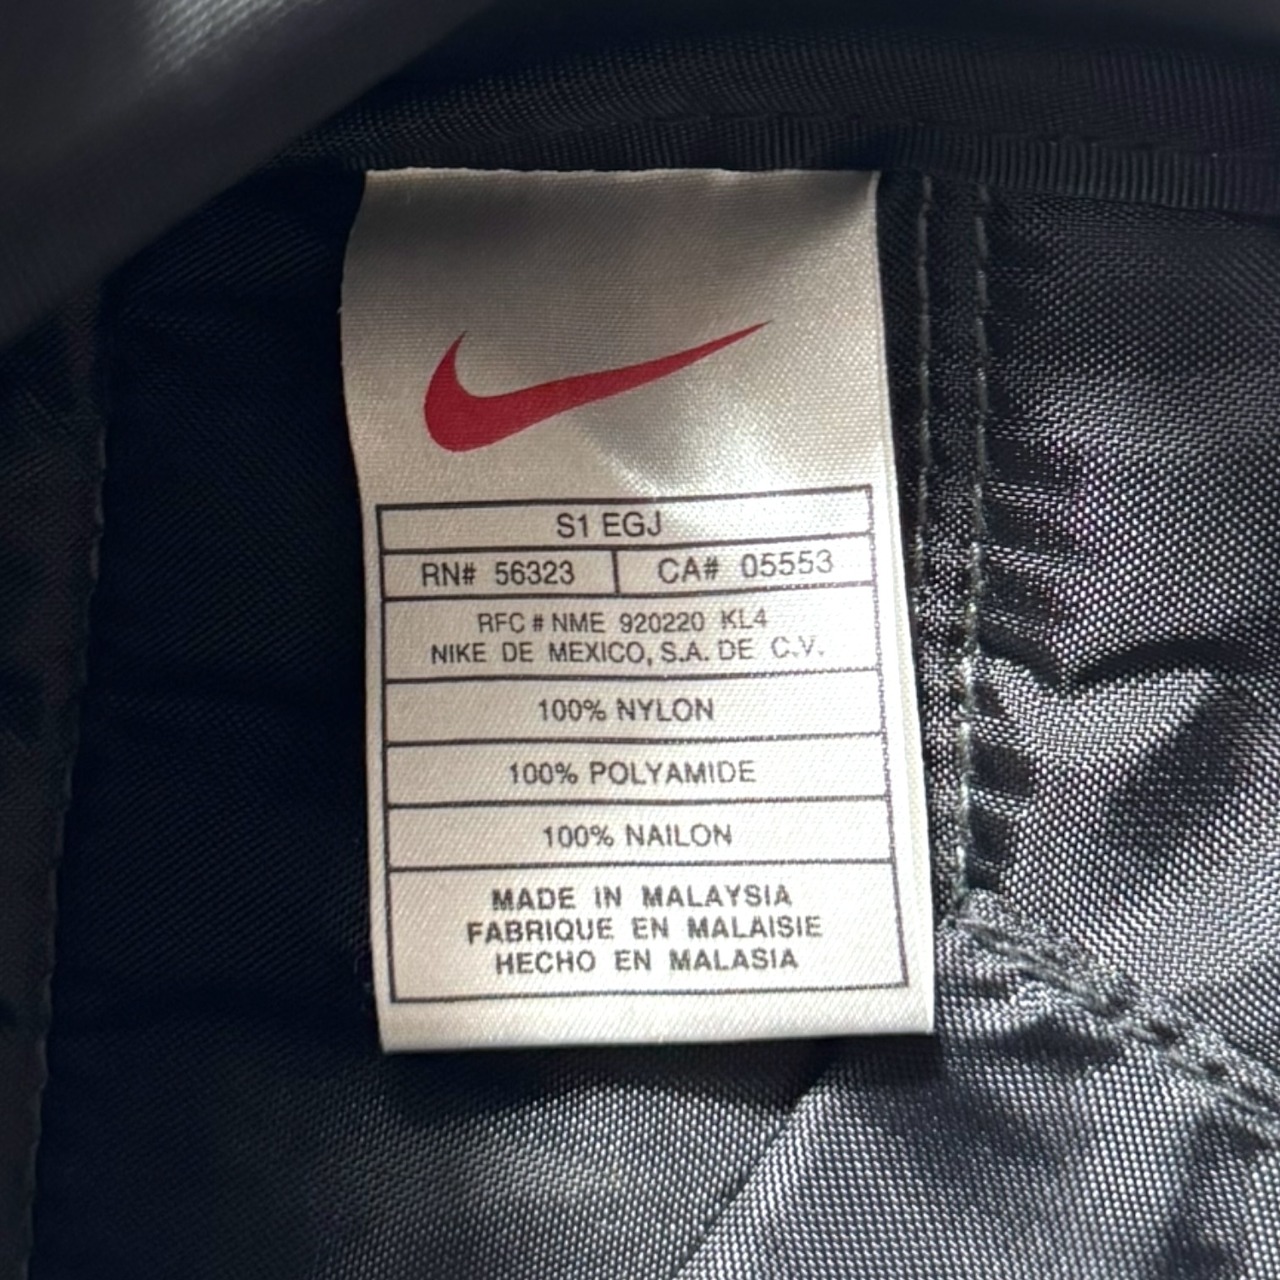 S1 EGJ
RN# 56323 CA# 05553
RFC # NME 920220 KL4
NIKE DE MEXICO, S.A. DE C.V.
100% NYLON
100% POLYAMIDE
100% NAILON
MADE IN MALAYSIA
FABRIQUE EN MALAISIE
HECHO EN MALASIA